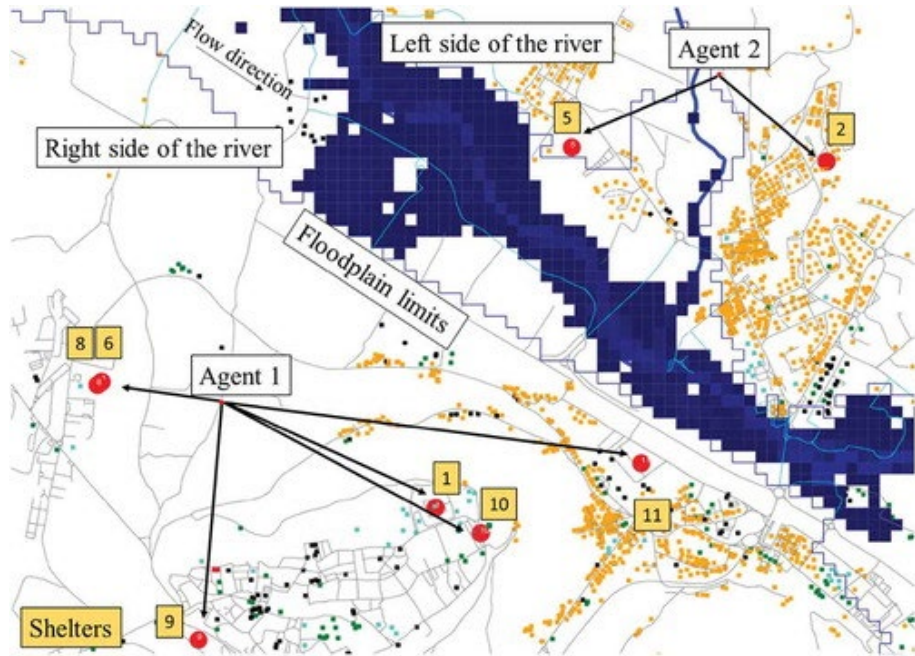 Left side of the river
Agent 2
Flow direction
5
2
Right side of the river
Floodplain limits
8 6
Agent 1
1
10
11
9
Shelters